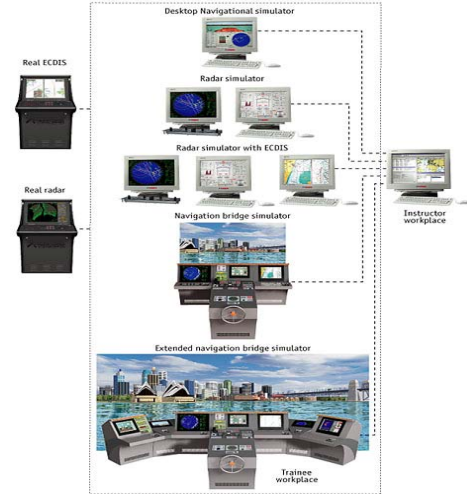 Desktop Navigational simulator
Real ECDIS
Radar simulator
Radar simulator with ECDIS
Real radar
Navigation bridge simulator
Instructor
workplace
Extended navigation bridge simulator
Trainee
workplace